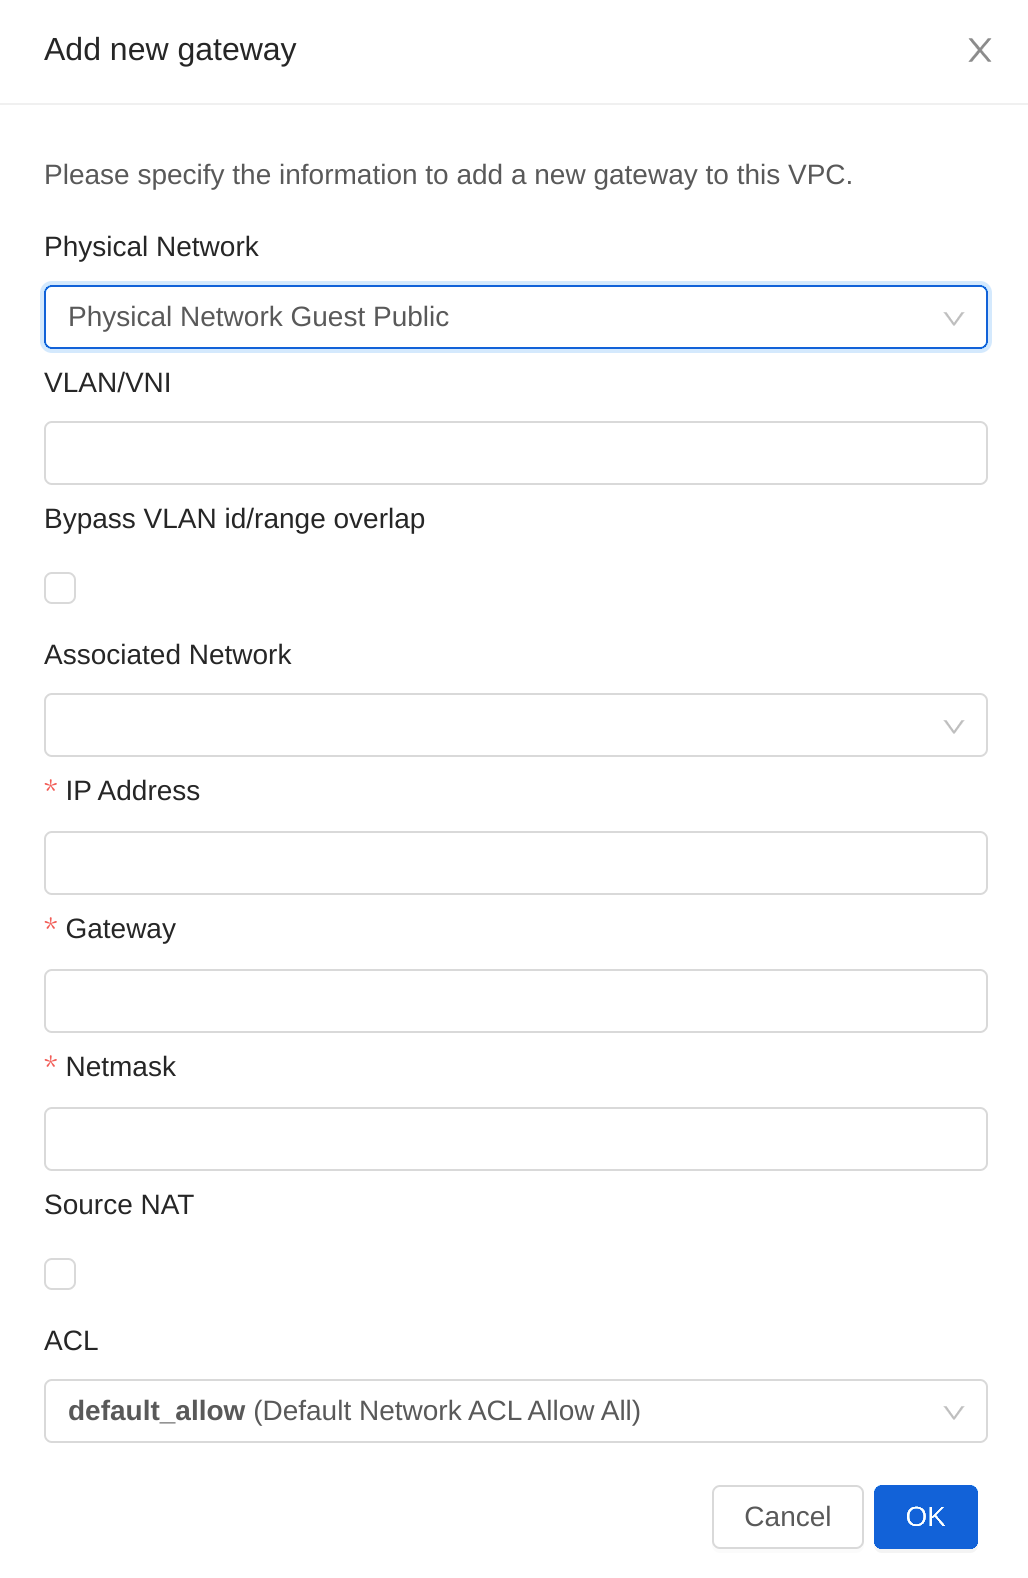 Add new gateway
Please specify the information to add a new gateway to this VPC.
Physical Network
Physical Network Guest Public
VLAN/VNI
Bypass VLAN id/range overlap
Associated Network
* IP Address
* Gateway
* Netmask
Source NAT
ACL
default_allow (Default Network ACL Allow All)
Cancel OK